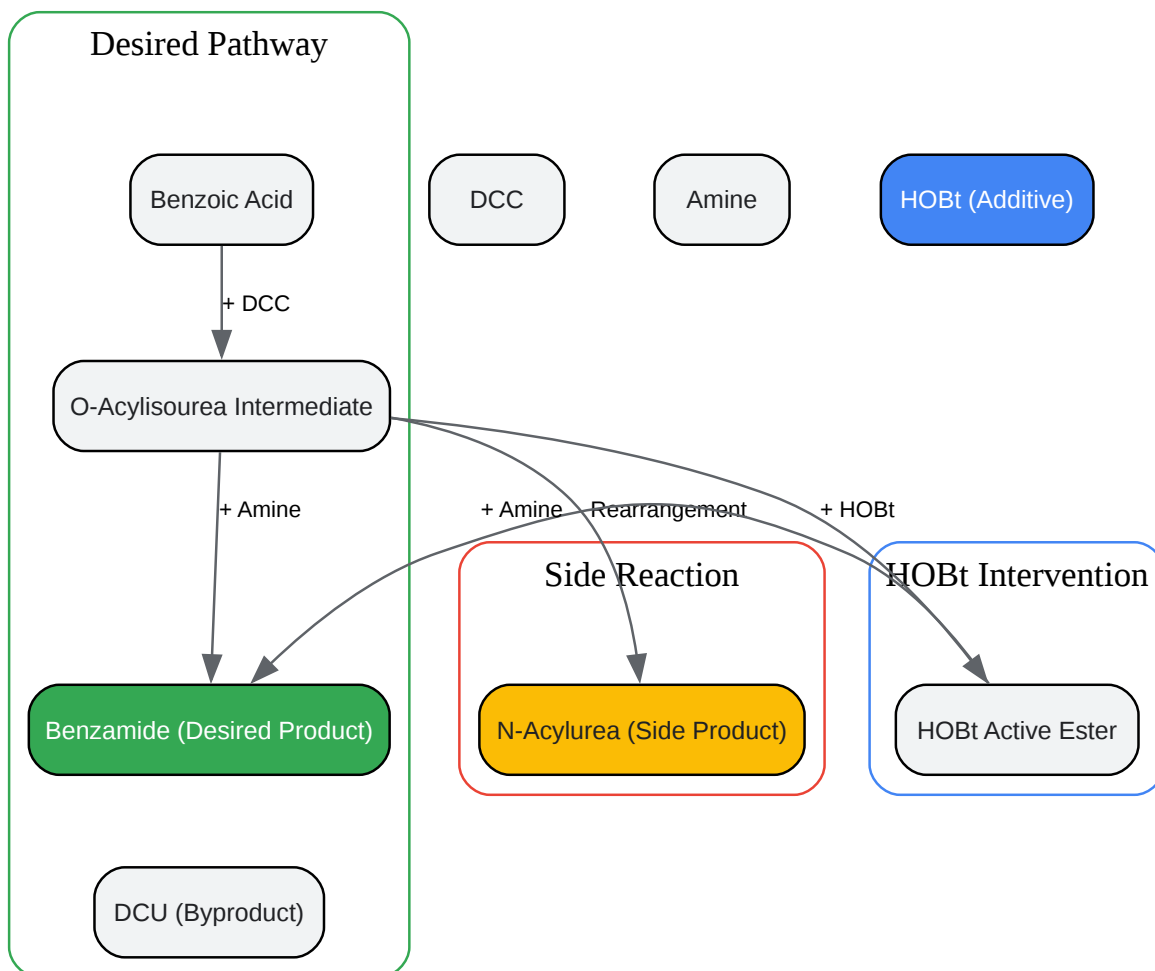 Desired Pathway
Benzoic Acid
DCC
Amine
HOBt (Additive)
+ DCC
O-Acylisourea Intermediate
+ Amine
+ Amine
Rearrangement
+ HOBt
Side Reaction
HOBt Intervention
Benzamide (Desired Product)
N-Acylurea (Side Product)
HOBt Active Ester
DCU (Byproduct)